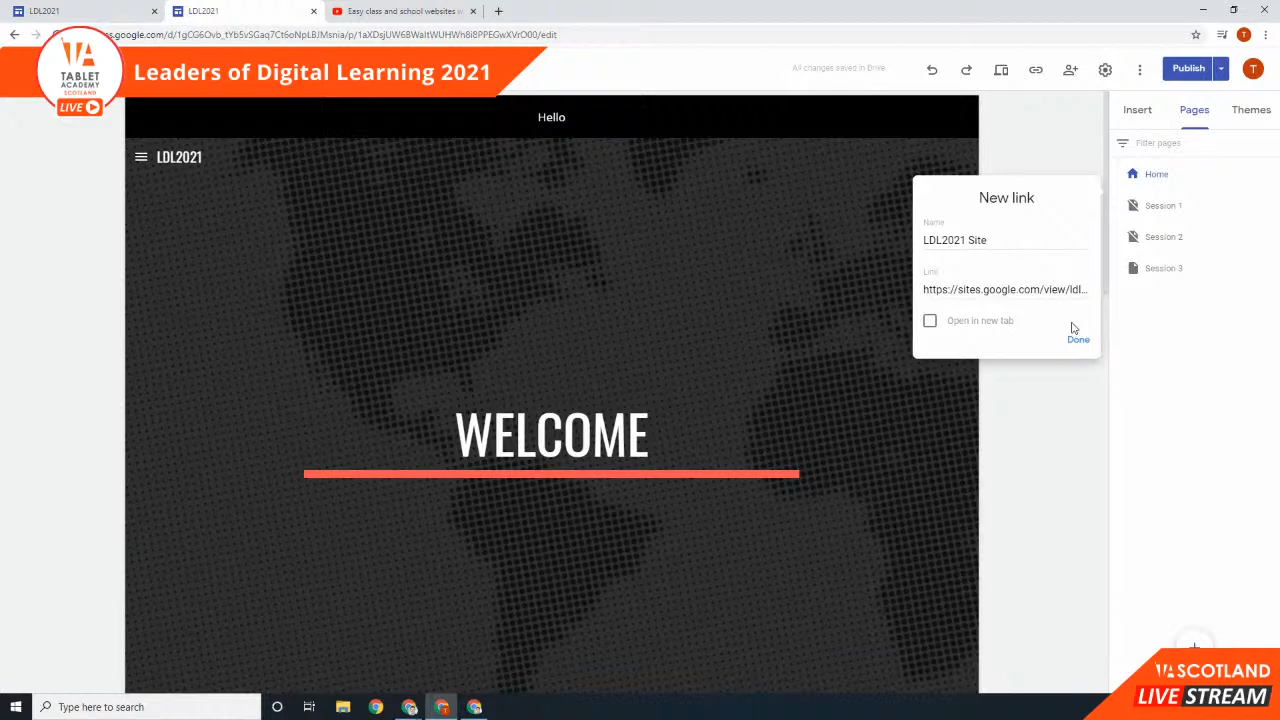 LDL2021
LDL2021
Easy class and school websites w
.google.com/d/1gCG6Ovb_tYb5vSGaq7Ct6oNpLBJMsnia/p/1aXDsjUW6BWaItWUHWh8i8PPEGwXVrO00/edit
TABLET
ACADEMY
SCOTLAND
LIVE
Leaders of Digital Learning 2021
All changes saved in Drive
Publish
T
T
Insert
Pages
Themes
Filter pages
Hello
LDL2021
Home
Session 1
Session 2
Session 3
New link
Name
LDL2021 Site
Link
https://sites.google.com/view/ldl...
Open in new tab
Done
WELCOME
SCOTLAND
LIVE STREAM
Type here to search